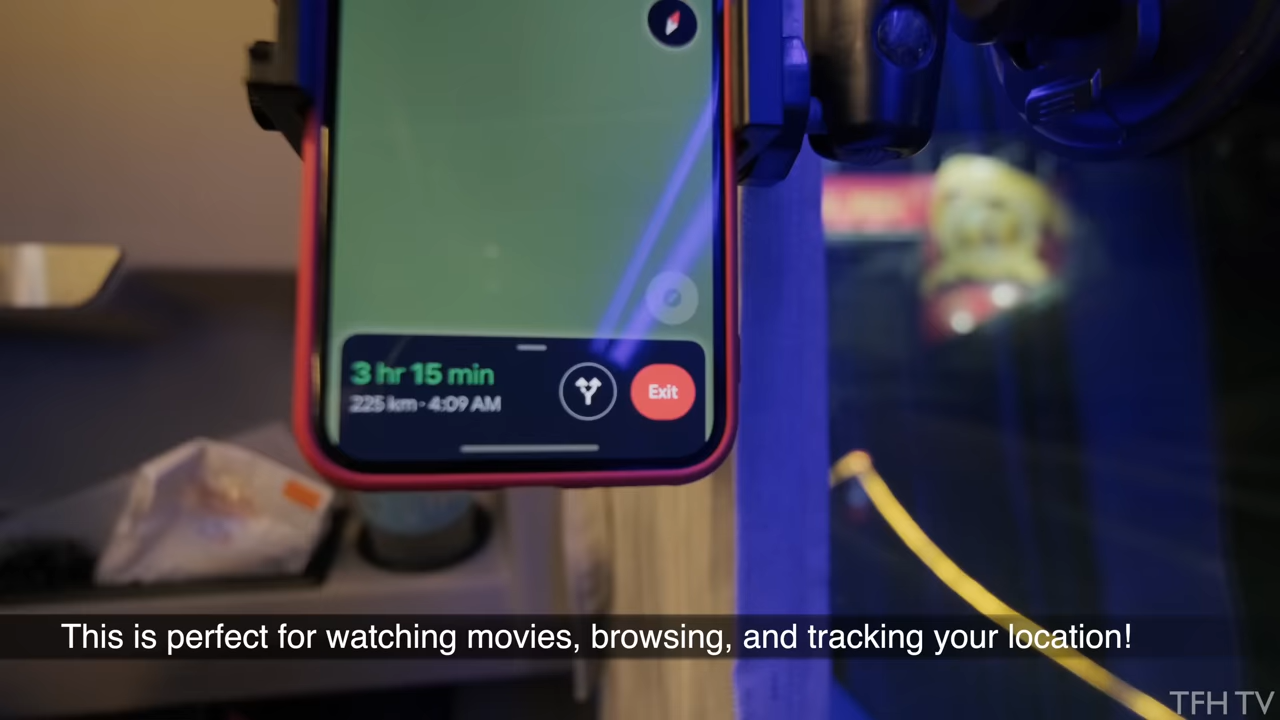 3 hr 15 min
225 km · 4:09 AM
Exit
This is perfect for watching movies, browsing, and tracking your location!
TFH TV